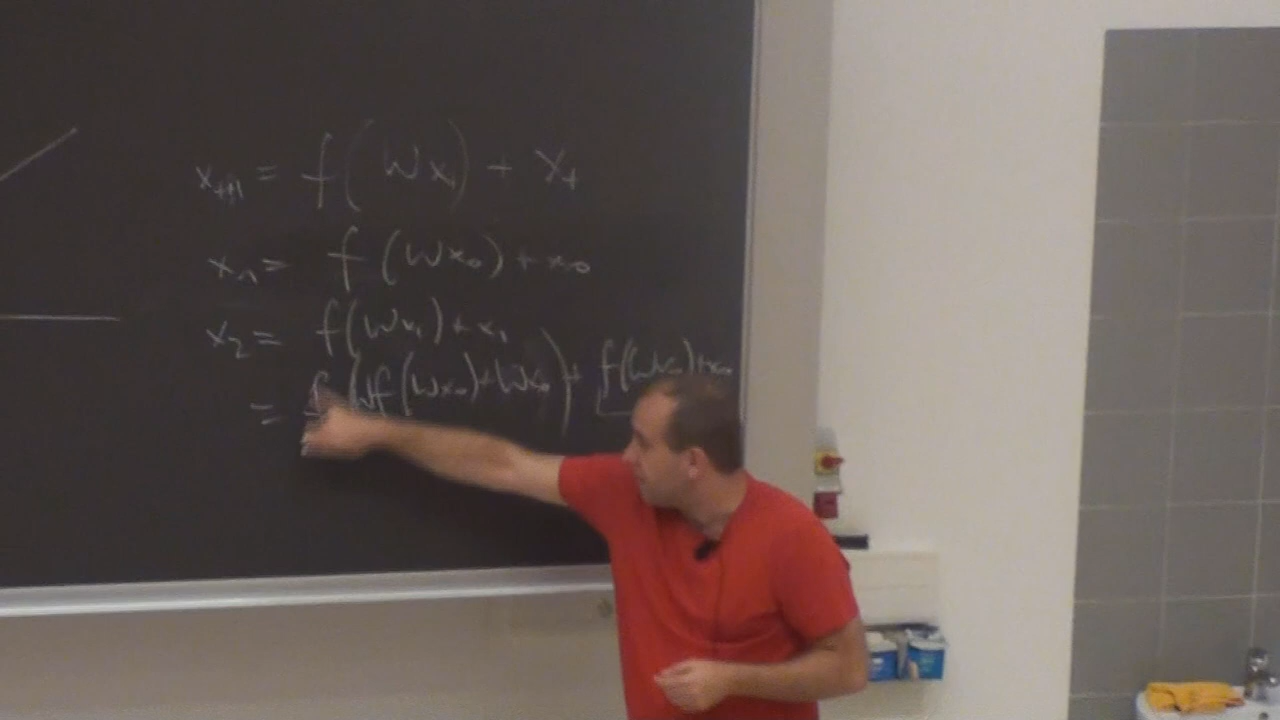 x_{t+1} = f(Wx_t) + x_t
x_1 = f(Wx_0) + x_0
x_2 = f(Wx_1) + x_1
= f(Wf(Wx_0) + Wx_0) + f(Wx_0) + x_0